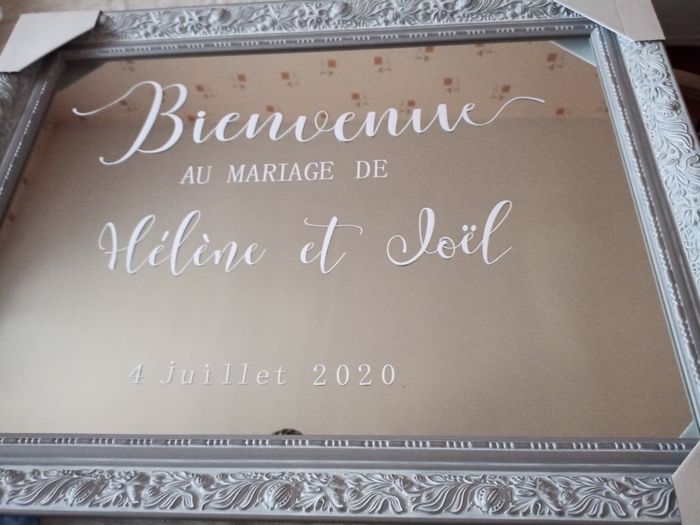 Bienvenue
AU MARIAGE DE
Hélène et Joël
4 juillet 2020